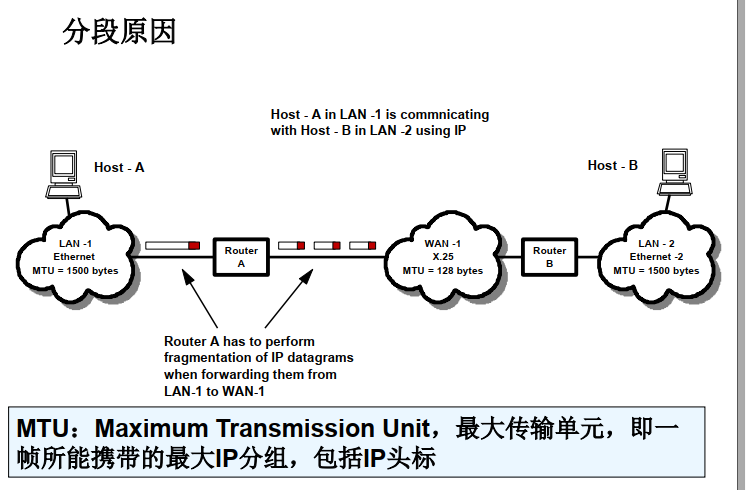 分段原因
Host - A in LAN -1 is commnicating
with Host - B in LAN -2 using IP
Host - A
Host - B
LAN -1
Ethernet
MTU = 1500 bytes
Router
A
WAN -1
X.25
MTU = 128 bytes
Router
B
LAN - 2
Ethernet -2
MTU = 1500 bytes
Router A has to perform
fragmentation of IP datagrams
when forwarding them from
LAN-1 to WAN-1
MTU：Maximum Transmission Unit，最大传输单元，即一
帧所能携带的最大IP分组，包括IP头标